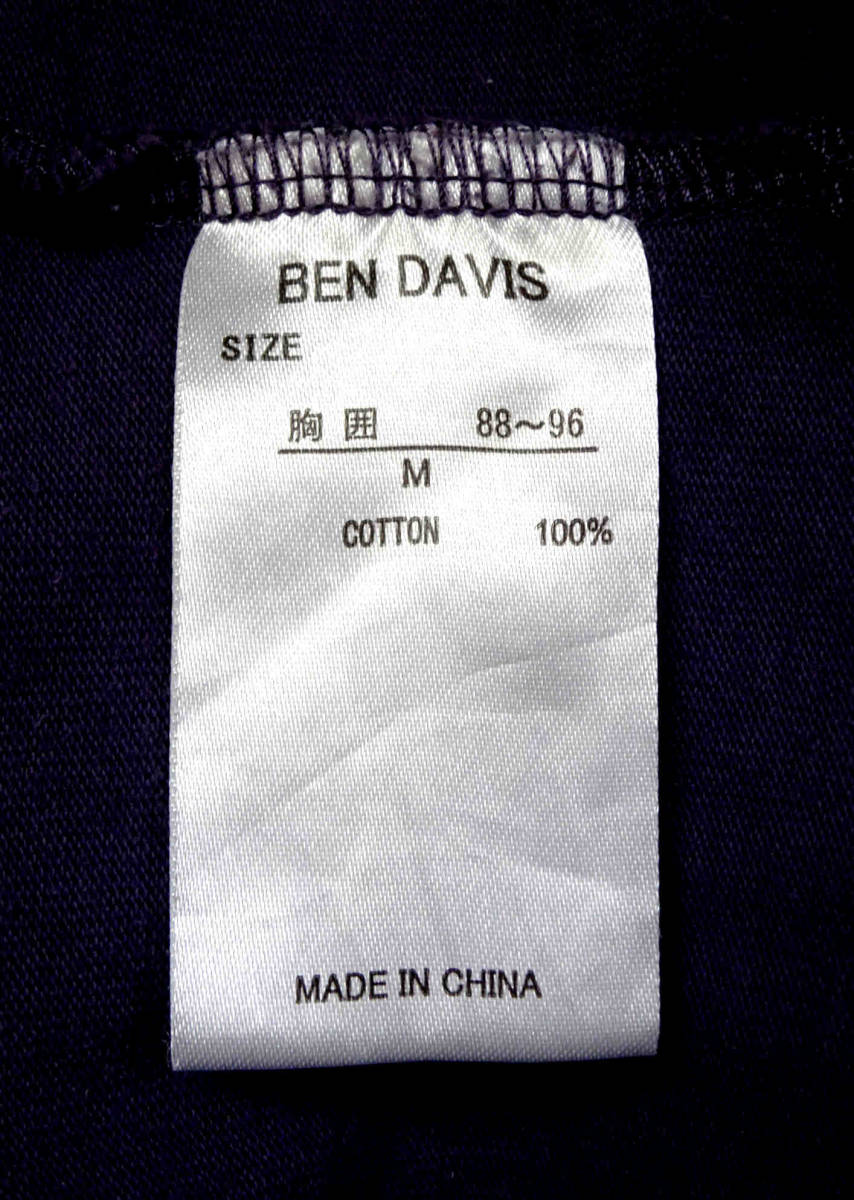 BEN DAVIS
SIZE
胸 囲 88〜96
M
COTTON 100%
MADE IN CHINA